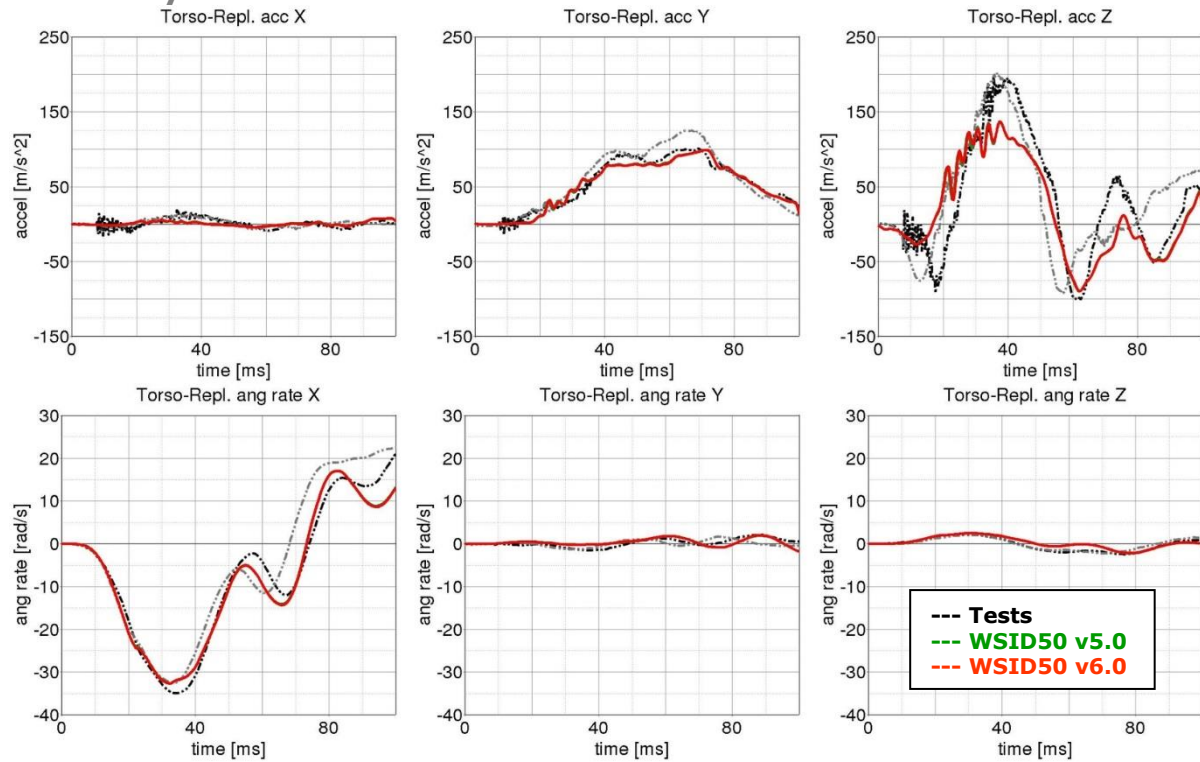 Torso-Repl. acc X
Torso-Repl. acc Y
Torso-Repl. acc Z
250
150
50
-50
-150
accel [m/s^2]
0
40
80
time [ms]
250
150
50
-50
-150
accel [m/s^2]
0
40
80
time [ms]
250
150
50
-50
-150
accel [m/s^2]
0
40
80
time [ms]
Torso-Repl. ang rate X
Torso-Repl. ang rate Y
Torso-Repl. ang rate Z
30
20
10
0
-10
-20
-30
-40
ang rate [rad/s]
0
40
80
time [ms]
30
20
10
0
-10
-20
-30
-40
ang rate [rad/s]
0
40
80
time [ms]
30
20
10
0
-10
-20
-30
-40
ang rate [rad/s]
0
40
80
time [ms]
--- Tests
--- WSID50 v5.0
--- WSID50 v6.0